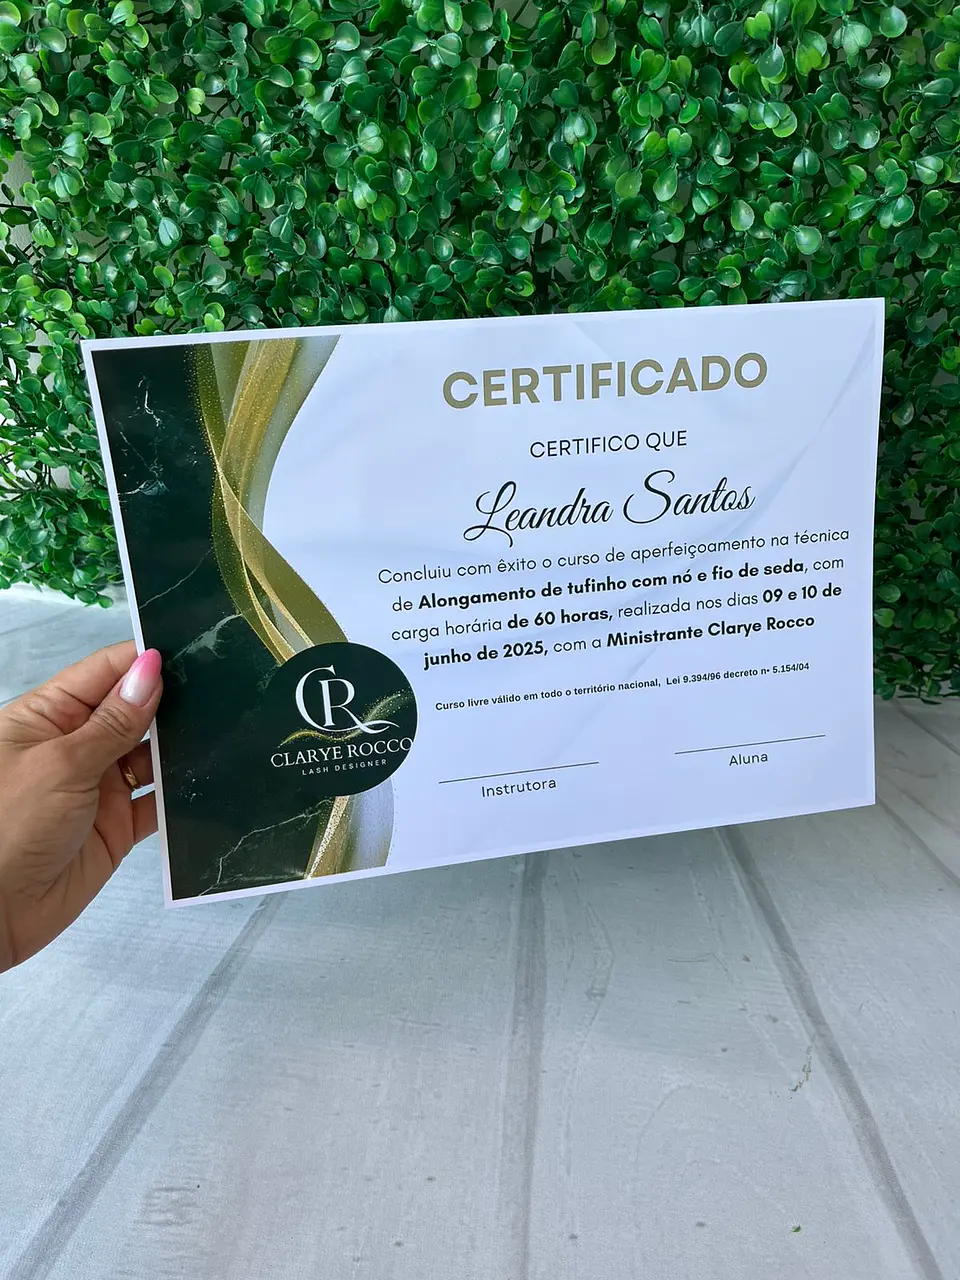 CERTIFICADO
CERTIFICO QUE
Leandra Santos
Concluiu com êxito o curso de aperfeiçoamento na técnica
de Alongamento de tufinho com nó e fio de seda, com
carga horária de 60 horas, realizada nos dias 09 e 10 de
junho de 2025, com a Ministrante Clarye Rocco
Curso livre válido em todo o território nacional, Lei 9.394/96 decreto n• 5.154/04
CR
CLARYE ROCCO
LASH DESIGNER
Instrutora
Aluna